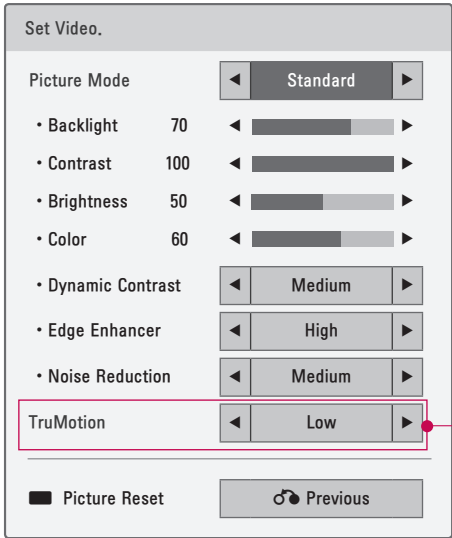 Set Video.
Picture Mode ◀ Standard ▶
• Backlight 70 ◀ ▶
• Contrast 100 ◀ ▶
• Brightness 50 ◀ ▶
• Color 60 ◀ ▶
• Dynamic Contrast ◀ Medium ▶
• Edge Enhancer ◀ High ▶
• Noise Reduction ◀ Medium ▶
TruMotion ◀ Low ▶
Picture Reset Previous